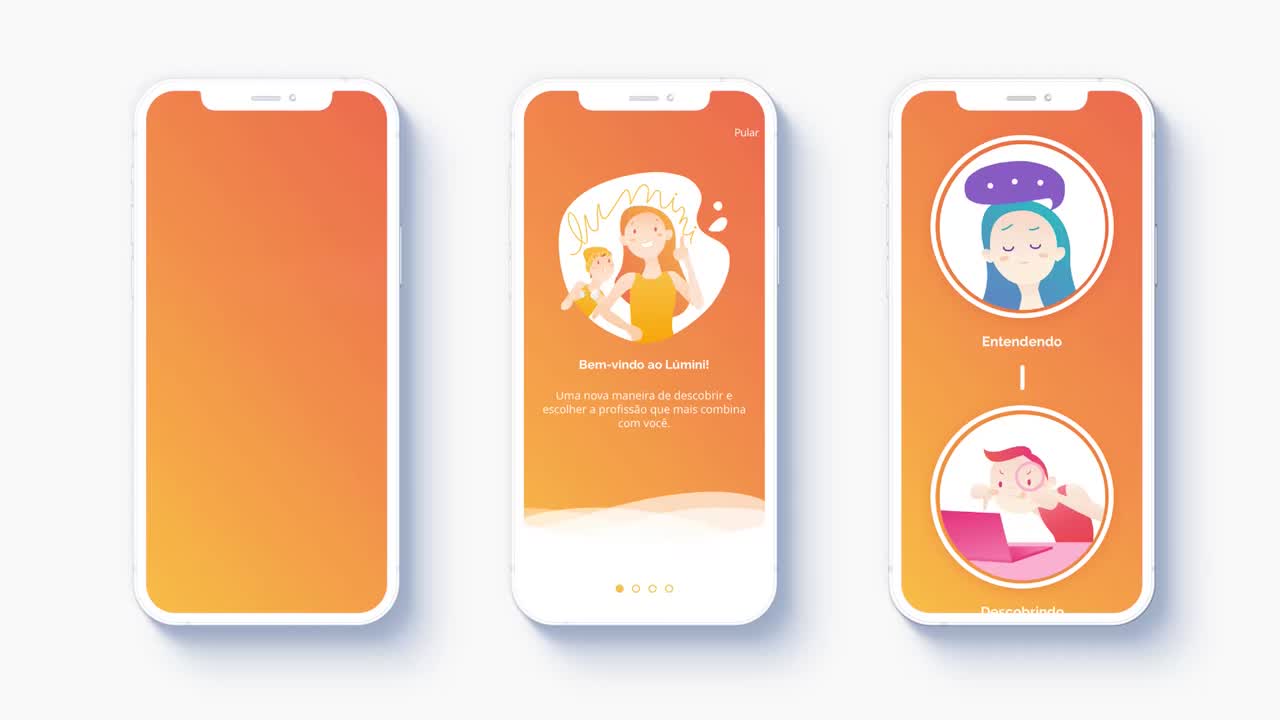 Pular
lumini
Bem-vindo ao Lúmini!
Uma nova maneira de descobrir e
escolher a profissão que mais combina
com você.
Entendendo
Descobrindo